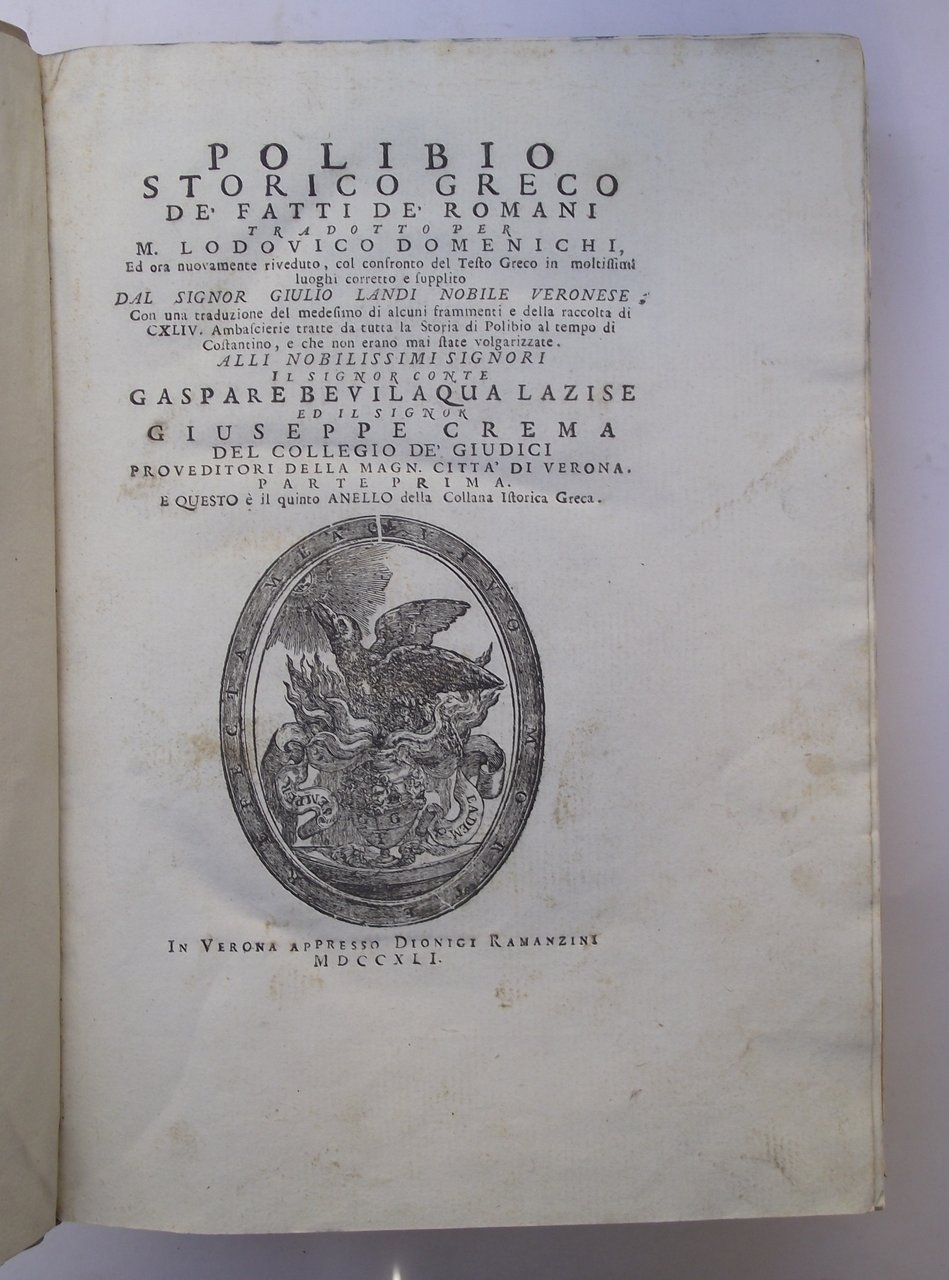 POLIBIO
STORICO GRECO
DE' FATTI DE' ROMANI
TRADOTTO PER
M. LODOVICO DOMENICHI,
Ed ora nuovamente riveduto, col confronto del Teſto Greco in moltiſſimi
luoghi corretto e ſupplito
DAL SIGNOR GIULIO LANDI NOBILE VERONESE;
Con una traduzione del medeſimo di alcuni frammenti e della raccolta di
CXLIV. Ambaſcierie tratte da tutta la Storia di Polibio al tempo di
Coſtantino, e che non erano mai ſtate volgarizzate.
ALLI NOBILISSIMI SIGNORI
IL SIGNOR CONTE
GASPARE BEVILAQUA LAZISE
ED IL SIGNOR
GIUSEPPE CREMA
DEL COLLEGIO DE' GIUDICI
PROVEDITORI DELLA MAGN. CITTA' DI VERONA.
PARTE PRIMA.
E QUESTO è il quinto ANELLO della Collana Iſtorica Greca.
SEMPER
EADEM
G G
F
IN VERONA APPRESSO DIONIGI RAMANZINI
MDCCXLI.